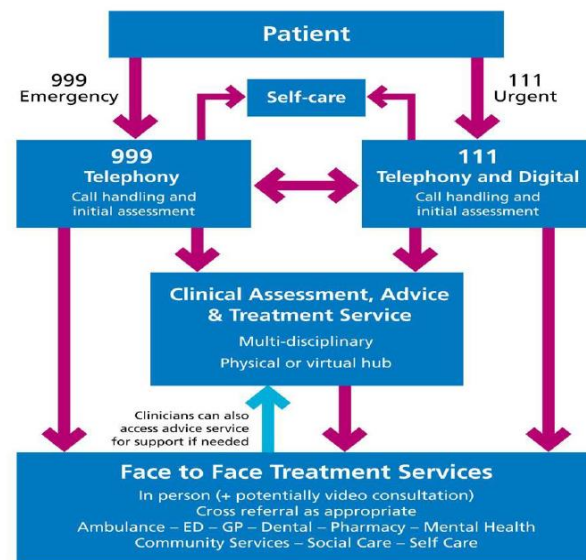 Patient
999
Emergency
111
Urgent
Self-care
999
Telephony
Call handling and
initial assessment
111
Telephony and Digital
Call handling and
initial assessment
Clinical Assessment, Advice
& Treatment Service
Multi-disciplinary
Physical or virtual hub
Clinicians can also
access advice service
for support if needed
Face to Face Treatment Services
In person (+ potentially video consultation)
Cross referral as appropriate
Ambulance – ED – GP – Dental – Pharmacy – Mental Health
Community Services – Social Care – Self Care